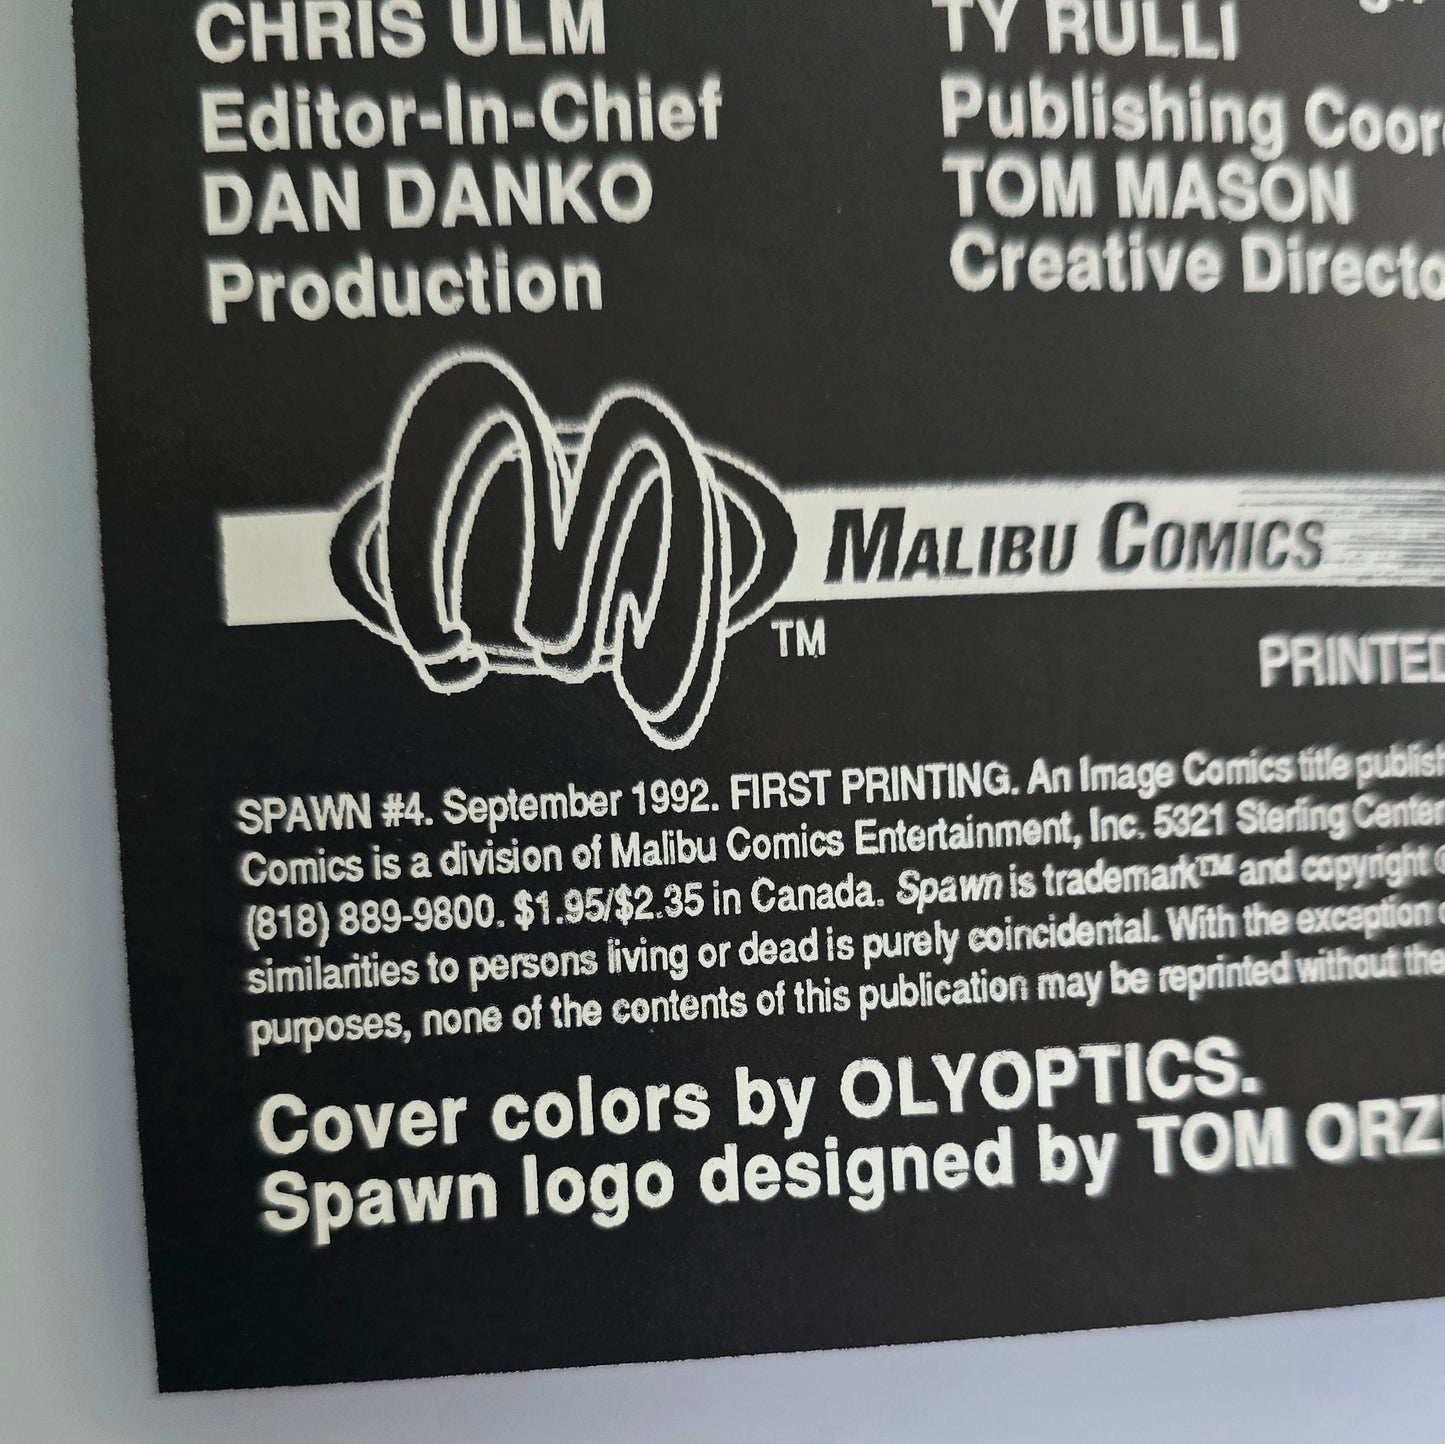 CHRIS ULM
Editor-In-Chief
DAN DANKO
Production
TY RULLI
Publishing
TOM MASON
Creative
MALIBU COMICS
TM
PRINTED
SPAWN #4. September 1992. FIRST PRINTING. An Image Comics title
Comics is a division of Malibu Comics Entertainment, Inc. 5321 Sterling Center
(818) 889-9800. $1.95/$2.35 in Canada. Spawn is trademark™ and copyright
similarities to persons living or dead is purely coincidental. With the exception
purposes, none of the contents of this publication may be reprinted without the
Cover colors by OLYOPTICS.
Spawn logo designed by TOM